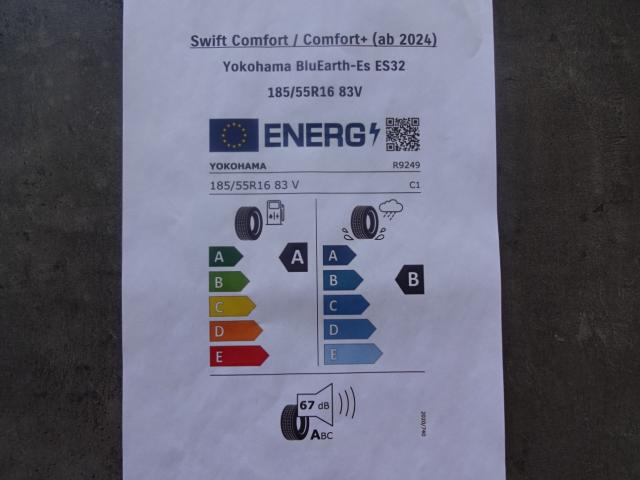 Swift Comfort / Comfort+ (ab 2024)
Yokohama BluEarth-Es ES32
185/55R16 83V
ENERG
YOKOHAMA R9249
185/55R16 83 V C1
A A A
B B B
C C
D D
E E
67 dB
ABC
2020/740